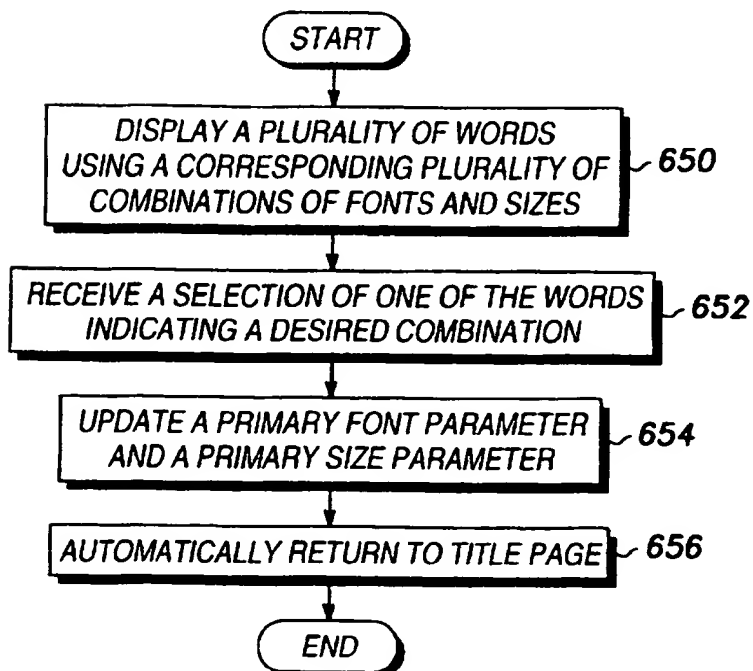 START
DISPLAY A PLURALITY OF WORDS
USING A CORRESPONDING PLURALITY OF
COMBINATIONS OF FONTS AND SIZES
650
RECEIVE A SELECTION OF ONE OF THE WORDS
INDICATING A DESIRED COMBINATION
652
UPDATE A PRIMARY FONT PARAMETER
AND A PRIMARY SIZE PARAMETER
654
AUTOMATICALLY RETURN TO TITLE PAGE
656
END